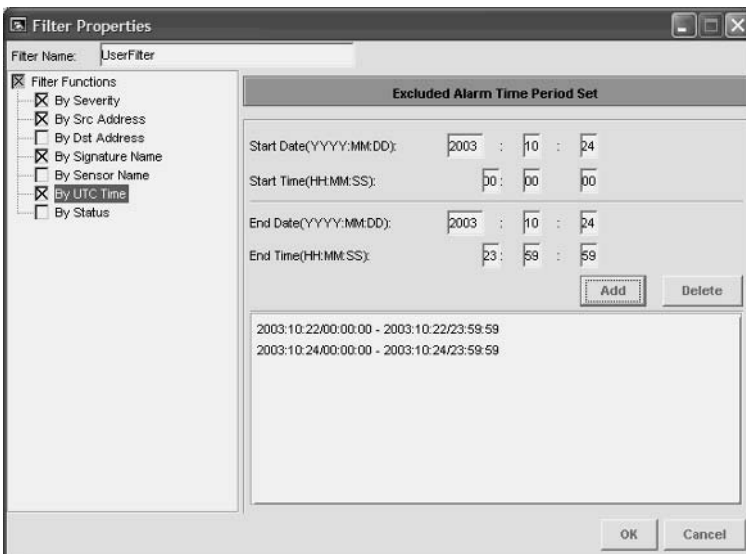 Filter Properties
Filter Name: UserFilter
Filter Functions
By Severity
By Src Address
By Dst Address
By Signature Name
By Sensor Name
By UTC Time
By Status
Excluded Alarm Time Period Set
Start Date(YYYY:MM:DD): 2003 : 10 : 24
Start Time(HH:MM:SS): 00 : 00 00
End Date(YYYY:MM:DD): 2003 : 10 : 24
End Time(HH:MM:SS): 23 : 59 : 59
Add Delete
2003:10:22/00:00:00 - 2003:10:22/23:59:59
2003:10:24/00:00:00 - 2003:10:24/23:59:59
OK Cancel